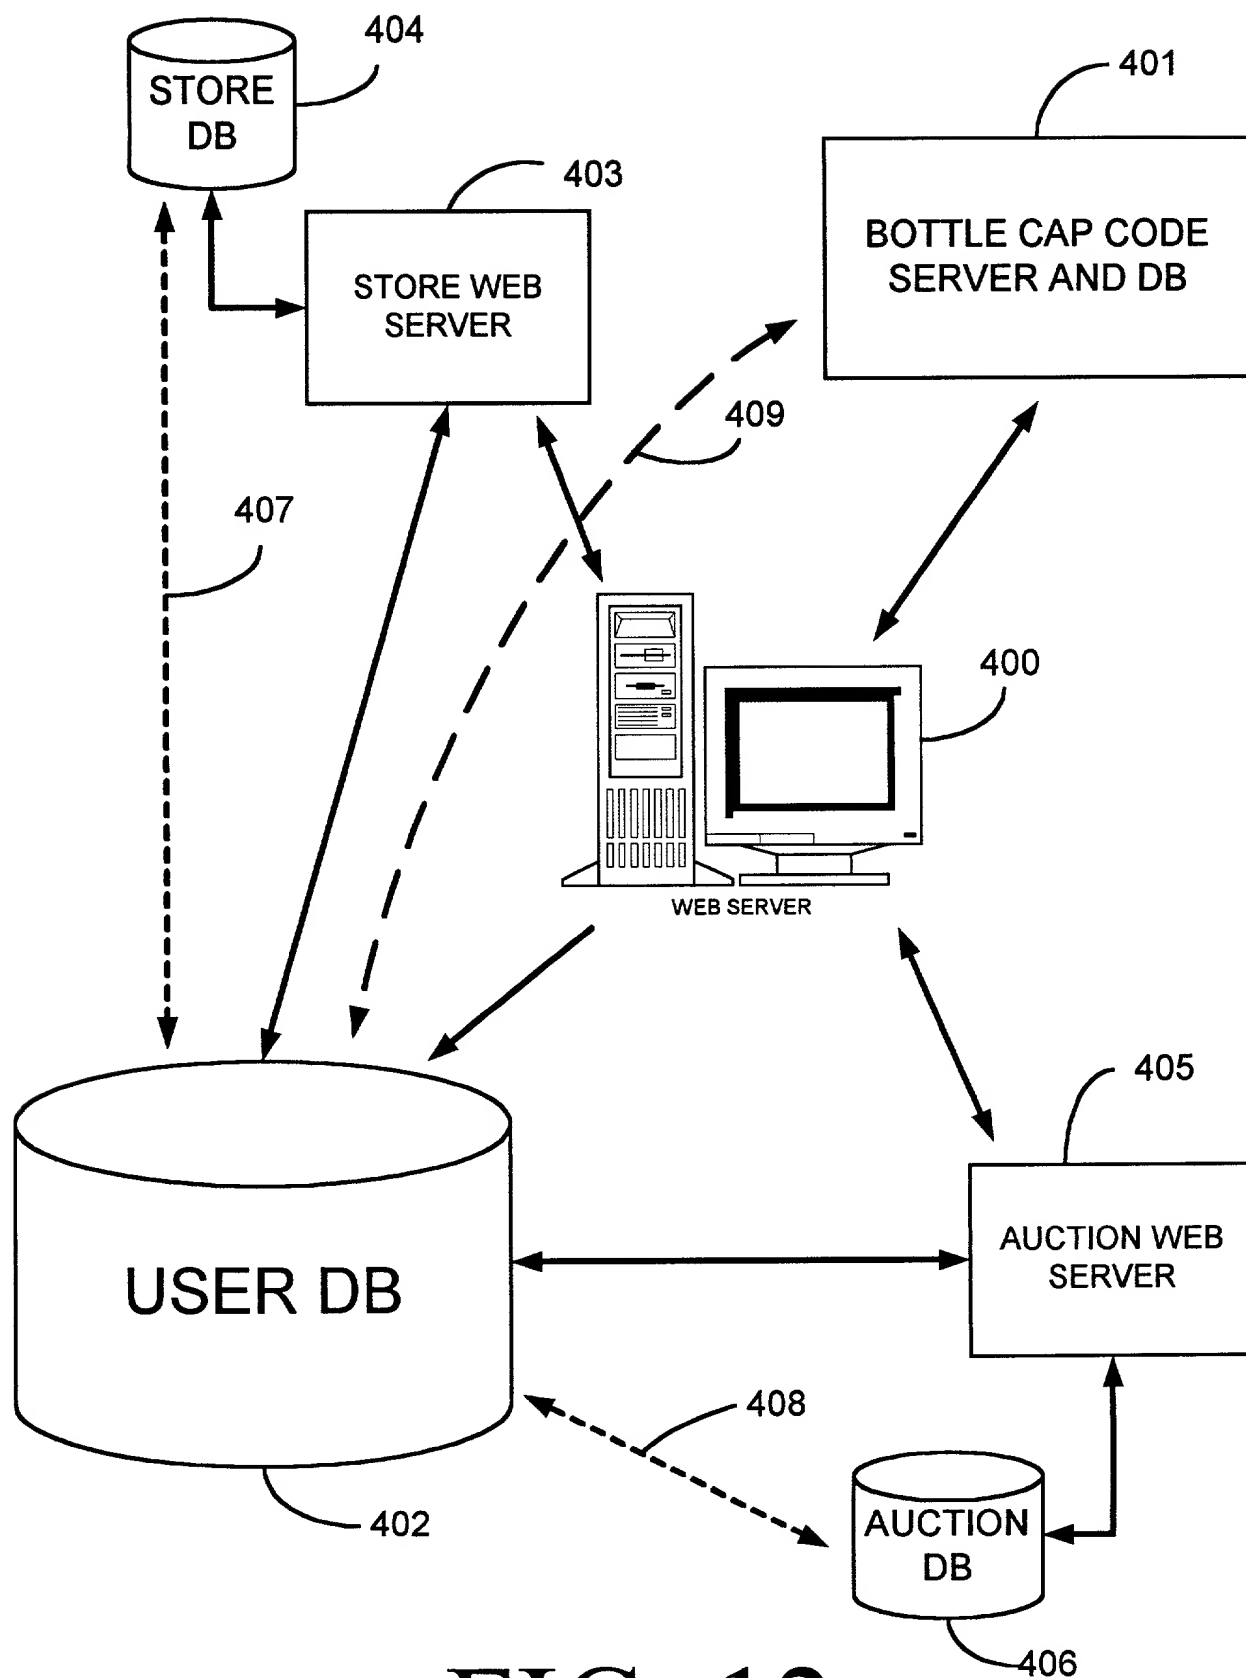 404
STORE
DB
401
403
STORE WEB
SERVER
BOTTLE CAP CODE
SERVER AND DB
409
407
400
WEB SERVER
405
AUCTION WEB
SERVER
USER DB
408
402
AUCTION
DB
406